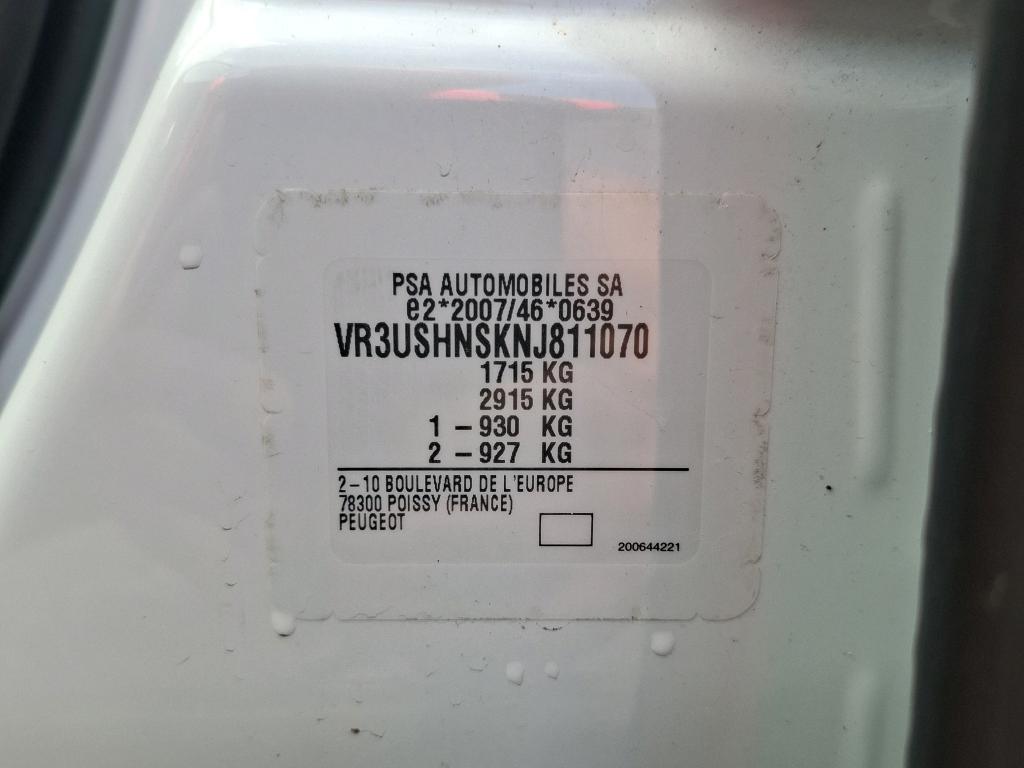 PSA AUTOMOBILES SA
e2*2007/46*0639
VR3USHNSKNJ811070
1715 KG
2915 KG
1 – 930 KG
2 – 927 KG
2 – 10 BOULEVARD DE L'EUROPE
78300 POISSY (FRANCE)
PEUGEOT
200644221